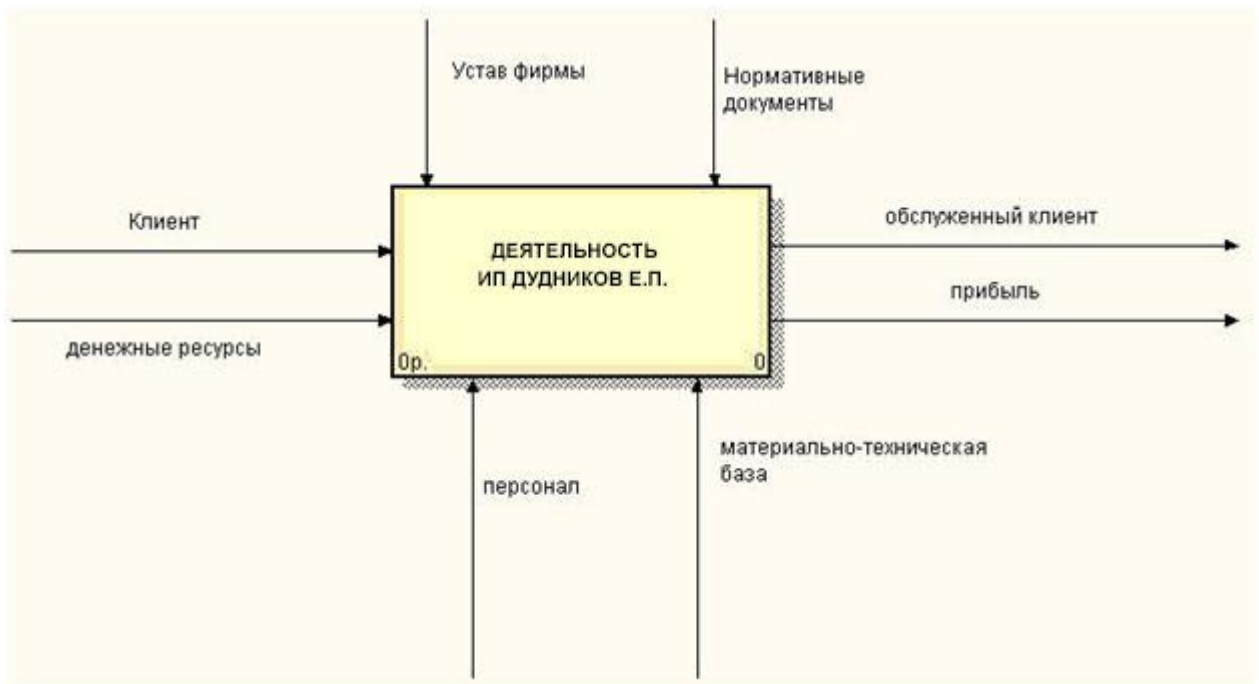 Устав фирмы
Нормативные
документы
Клиент
обслуженный клиент
ДЕЯТЕЛЬНОСТЬ
ИП ДУДНИКОВ Е.П.
прибыль
денежные ресурсы
0р.
0
материально-техническая
база
персонал